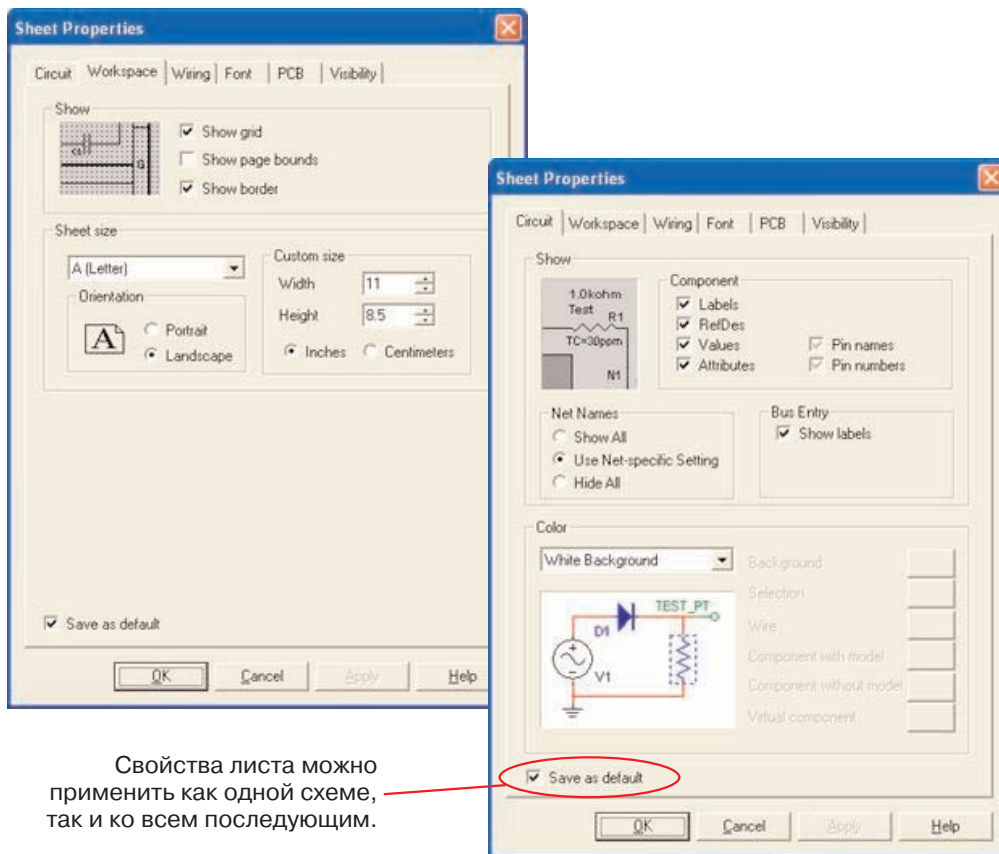 Sheet Properties
Circuit Workspace Wiring Font PCB Visibility
Show
C1
G
Show grid
Show page bounds
Show border
Sheet size
A (Letter)
Orientation
A
Portrait
Landscape
Custom size
Width 11
Height 8.5
Inches Centimeters
Save as default
OK Cancel Apply Help
Sheet Properties
Circuit Workspace Wiring Font PCB Visibility
Show
1.0kohm
Test R1
TC=30ppm
N1
Component
Labels
RefDes
Values Pin names
Attributes Pin numbers
Net Names
Show All
Use Net-specific Setting
Hide All
Bus Entry
Show labels
Color
White Background
Background
Selection
Wire
Component with model
Component without model
Virtual component
TEST_PT
D1
V1
Save as default
OK Cancel Apply Help
Свойства листа можно
применить как одной схеме,
так и ко всем последующим.